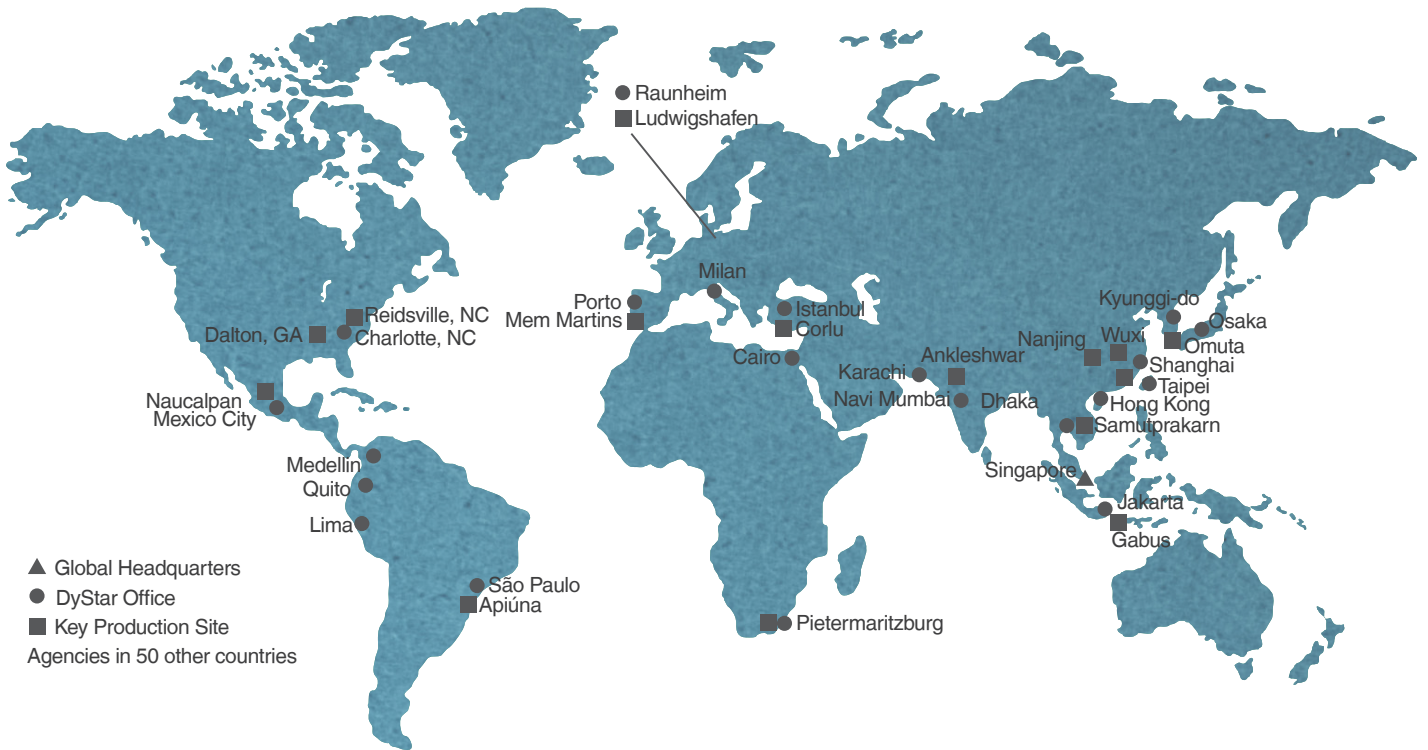 Raunheim
Ludwigshafen
Milan
Porto
Mem Martins
Istanbul
Corlu
Cairo
Reidsville, NC
Dalton, GA
Charlotte, NC
Naucalpan
Mexico City
Medellin
Quito
Lima
São Paulo
Apiúna
Pietermaritzburg
Karachi
Ankleshwar
Navi Mumbai
Dhaka
Kyunggi-do
Osaka
Omuta
Nanjing
Wuxi
Shanghai
Taipei
Hong Kong
Samutprakarn
Singapore
Jakarta
Gabus
Global Headquarters
DyStar Office
Key Production Site
Agencies in 50 other countries